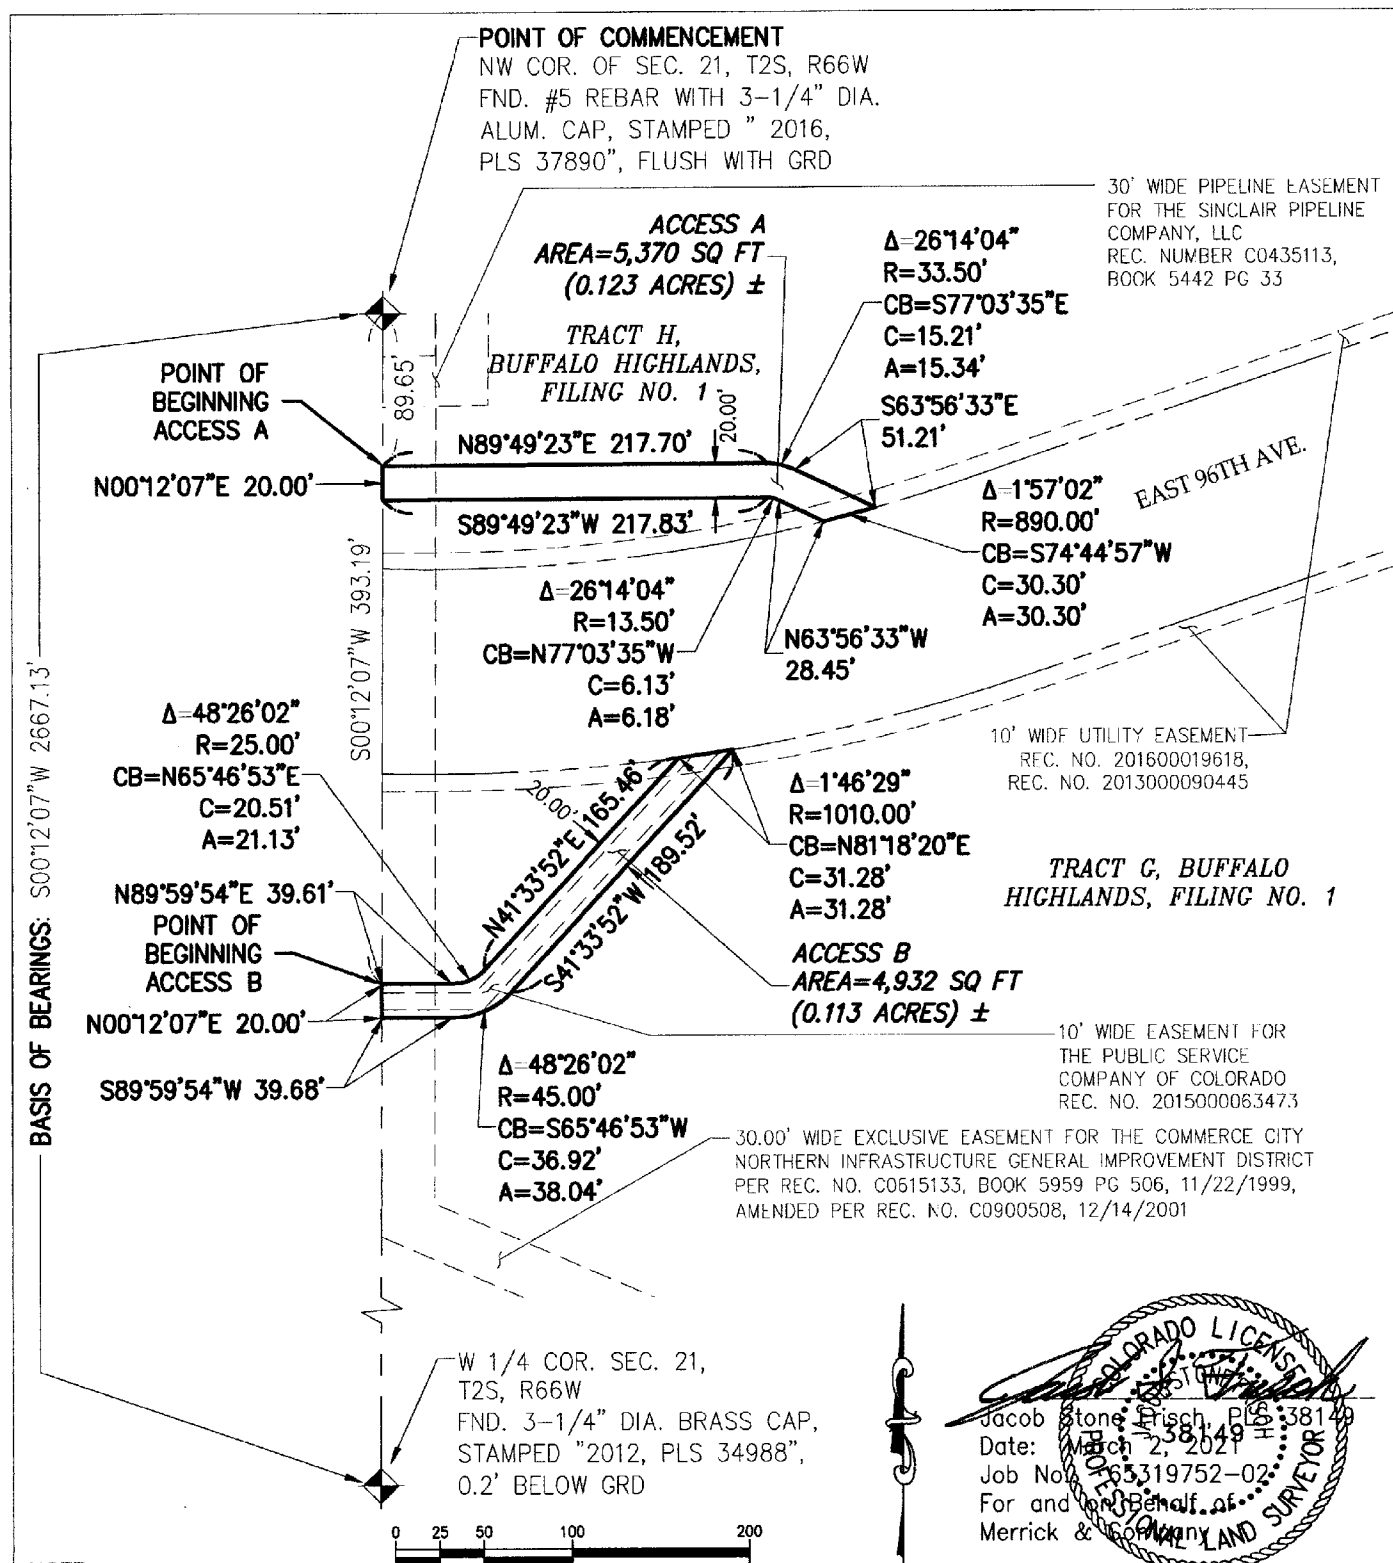 POINT OF COMMENCEMENT
NW COR. OF SEC. 21, T2S, R66W
FND. #5 REBAR WITH 3-1/4" DIA.
ALUM. CAP, STAMPED " 2016,
PLS 37890", FLUSH WITH GRD
30' WIDE PIPELINE EASEMENT
FOR THE SINCLAIR PIPELINE
COMPANY, LLC
REC. NUMBER C0435113,
BOOK 5442 PG 33
ACCESS A
AREA=5,370 SQ FT
(0.123 ACRES) ±
Δ=26°14'04"
R=33.50'
CB=S77°03'35"E
C=15.21'
A=15.34'
TRACT H,
BUFFALO HIGHLANDS,
FILING NO. 1
89.65'
POINT OF
BEGINNING
ACCESS A
S63°56'33"E
51.21'
20.00'
N89°49'23"E 217.70'
N00°12'07"E 20.00'
S89°49'23"W 217.83'
EAST 96TH AVE.
Δ=1°57'02"
R=890.00'
CB=S74°44'57"W
C=30.30'
A=30.30'
S00°12'07"W 393.19'
Δ=26°14'04"
R=13.50'
CB=N77°03'35"W
C=6.13'
A=6.18'
N63°56'33"W
28.45'
BASIS OF BEARINGS: S00°12'07"W 2667.13'
Δ=48°26'02"
R=25.00'
CB=N65°46'53"E
C=20.51'
A=21.13'
10' WIDE UTILITY EASEMENT
REC. NO. 201600019618,
REC. NO. 2013000090445
20.00'
N41°33'52"E 165.46'
S41°33'52"W 189.52'
Δ=1°46'29"
R=1010.00'
CB=N81°18'20"E
C=31.28'
A=31.28'
TRACT G, BUFFALO
HIGHLANDS, FILING NO. 1
N89°59'54"E 39.61'
POINT OF
BEGINNING
ACCESS B
ACCESS B
AREA=4,932 SQ FT
(0.113 ACRES) ±
N00°12'07"E 20.00'
S89°59'54"W 39.68'
10' WIDE EASEMENT FOR
THE PUBLIC SERVICE
COMPANY OF COLORADO
REC. NO. 2015000063473
Δ=48°26'02"
R=45.00'
CB=S65°46'53"W
C=36.92'
A=38.04'
30.00' WIDE EXCLUSIVE EASEMENT FOR THE COMMERCE CITY
NORTHERN INFRASTRUCTURE GENERAL IMPROVEMENT DISTRICT
PER REC. NO. C0615133, BOOK 5959 PG 506, 11/22/1999,
AMENDED PER REC. NO. C0900508, 12/14/2001
W 1/4 COR. SEC. 21,
T2S, R66W
FND. 3-1/4" DIA. BRASS CAP,
STAMPED "2012, PLS 34988",
0.2' BELOW GRD
0 25 50 100 200
COLORADO LICENSED
PROFESSIONAL LAND SURVEYOR
38149
Jacob Stone Frisch, PLS 38149
Date: March 2, 2021
Job No. 65319752-02
For and on Behalf of
Merrick & Company